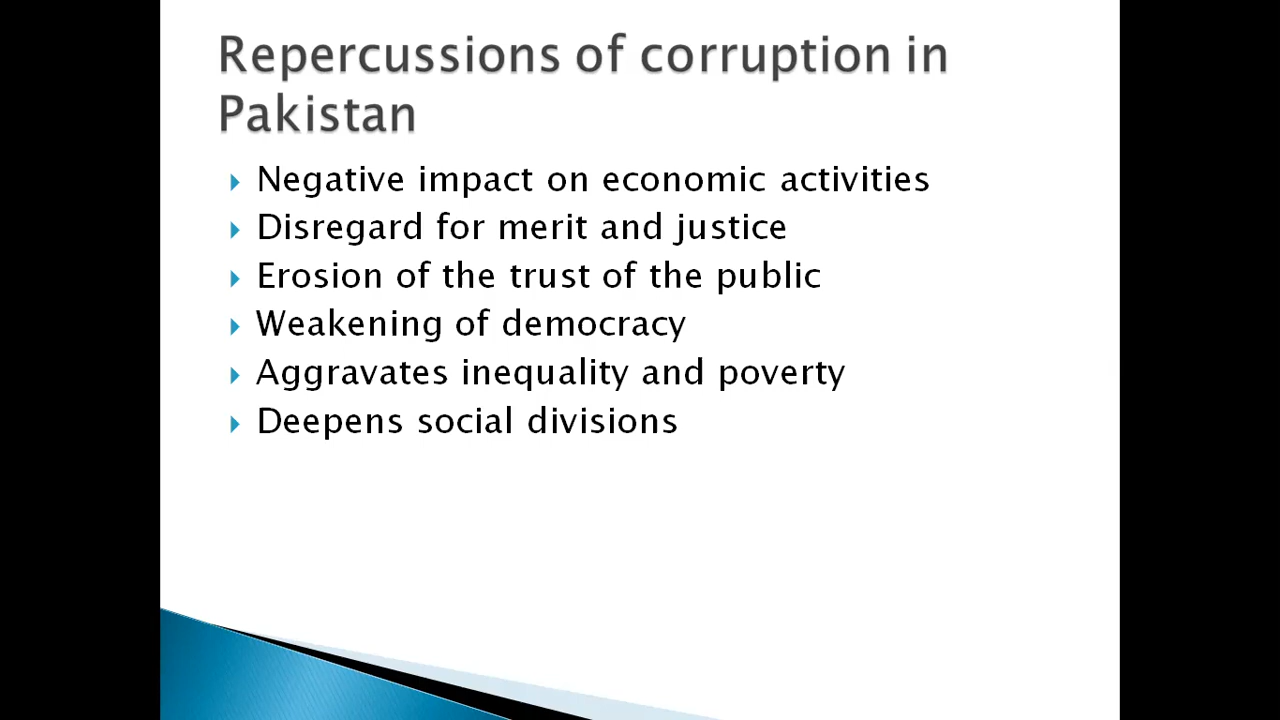 Repercussions of corruption in
Pakistan
Negative impact on economic activities
Disregard for merit and justice
Erosion of the trust of the public
Weakening of democracy
Aggravates inequality and poverty
Deepens social divisions